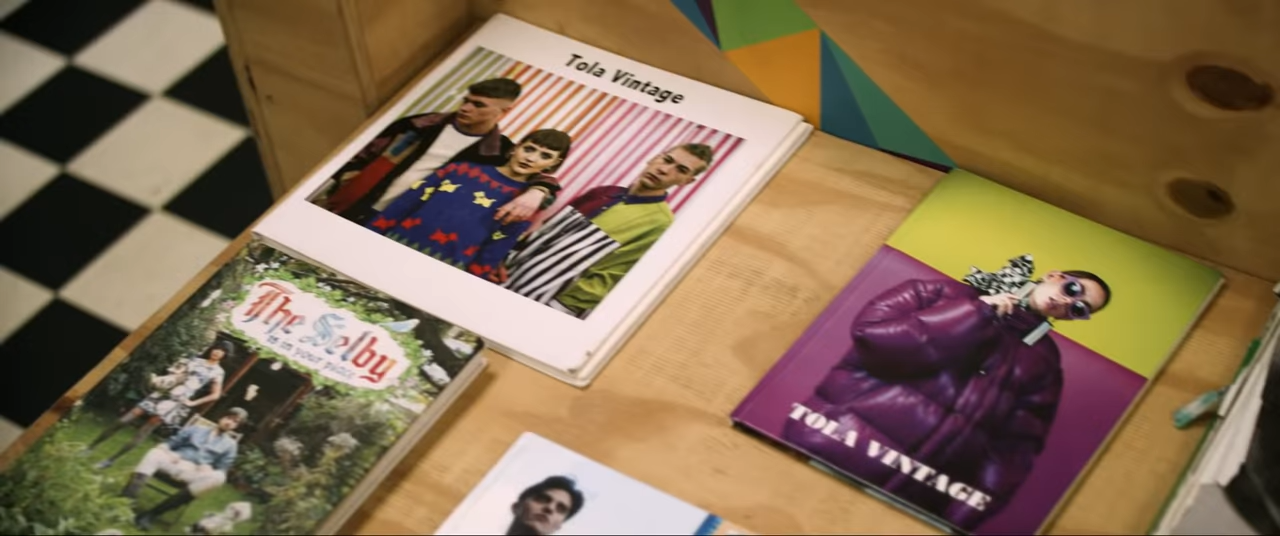 Tola Vintage
The Selby
is in your place
TOLA VINTAGE